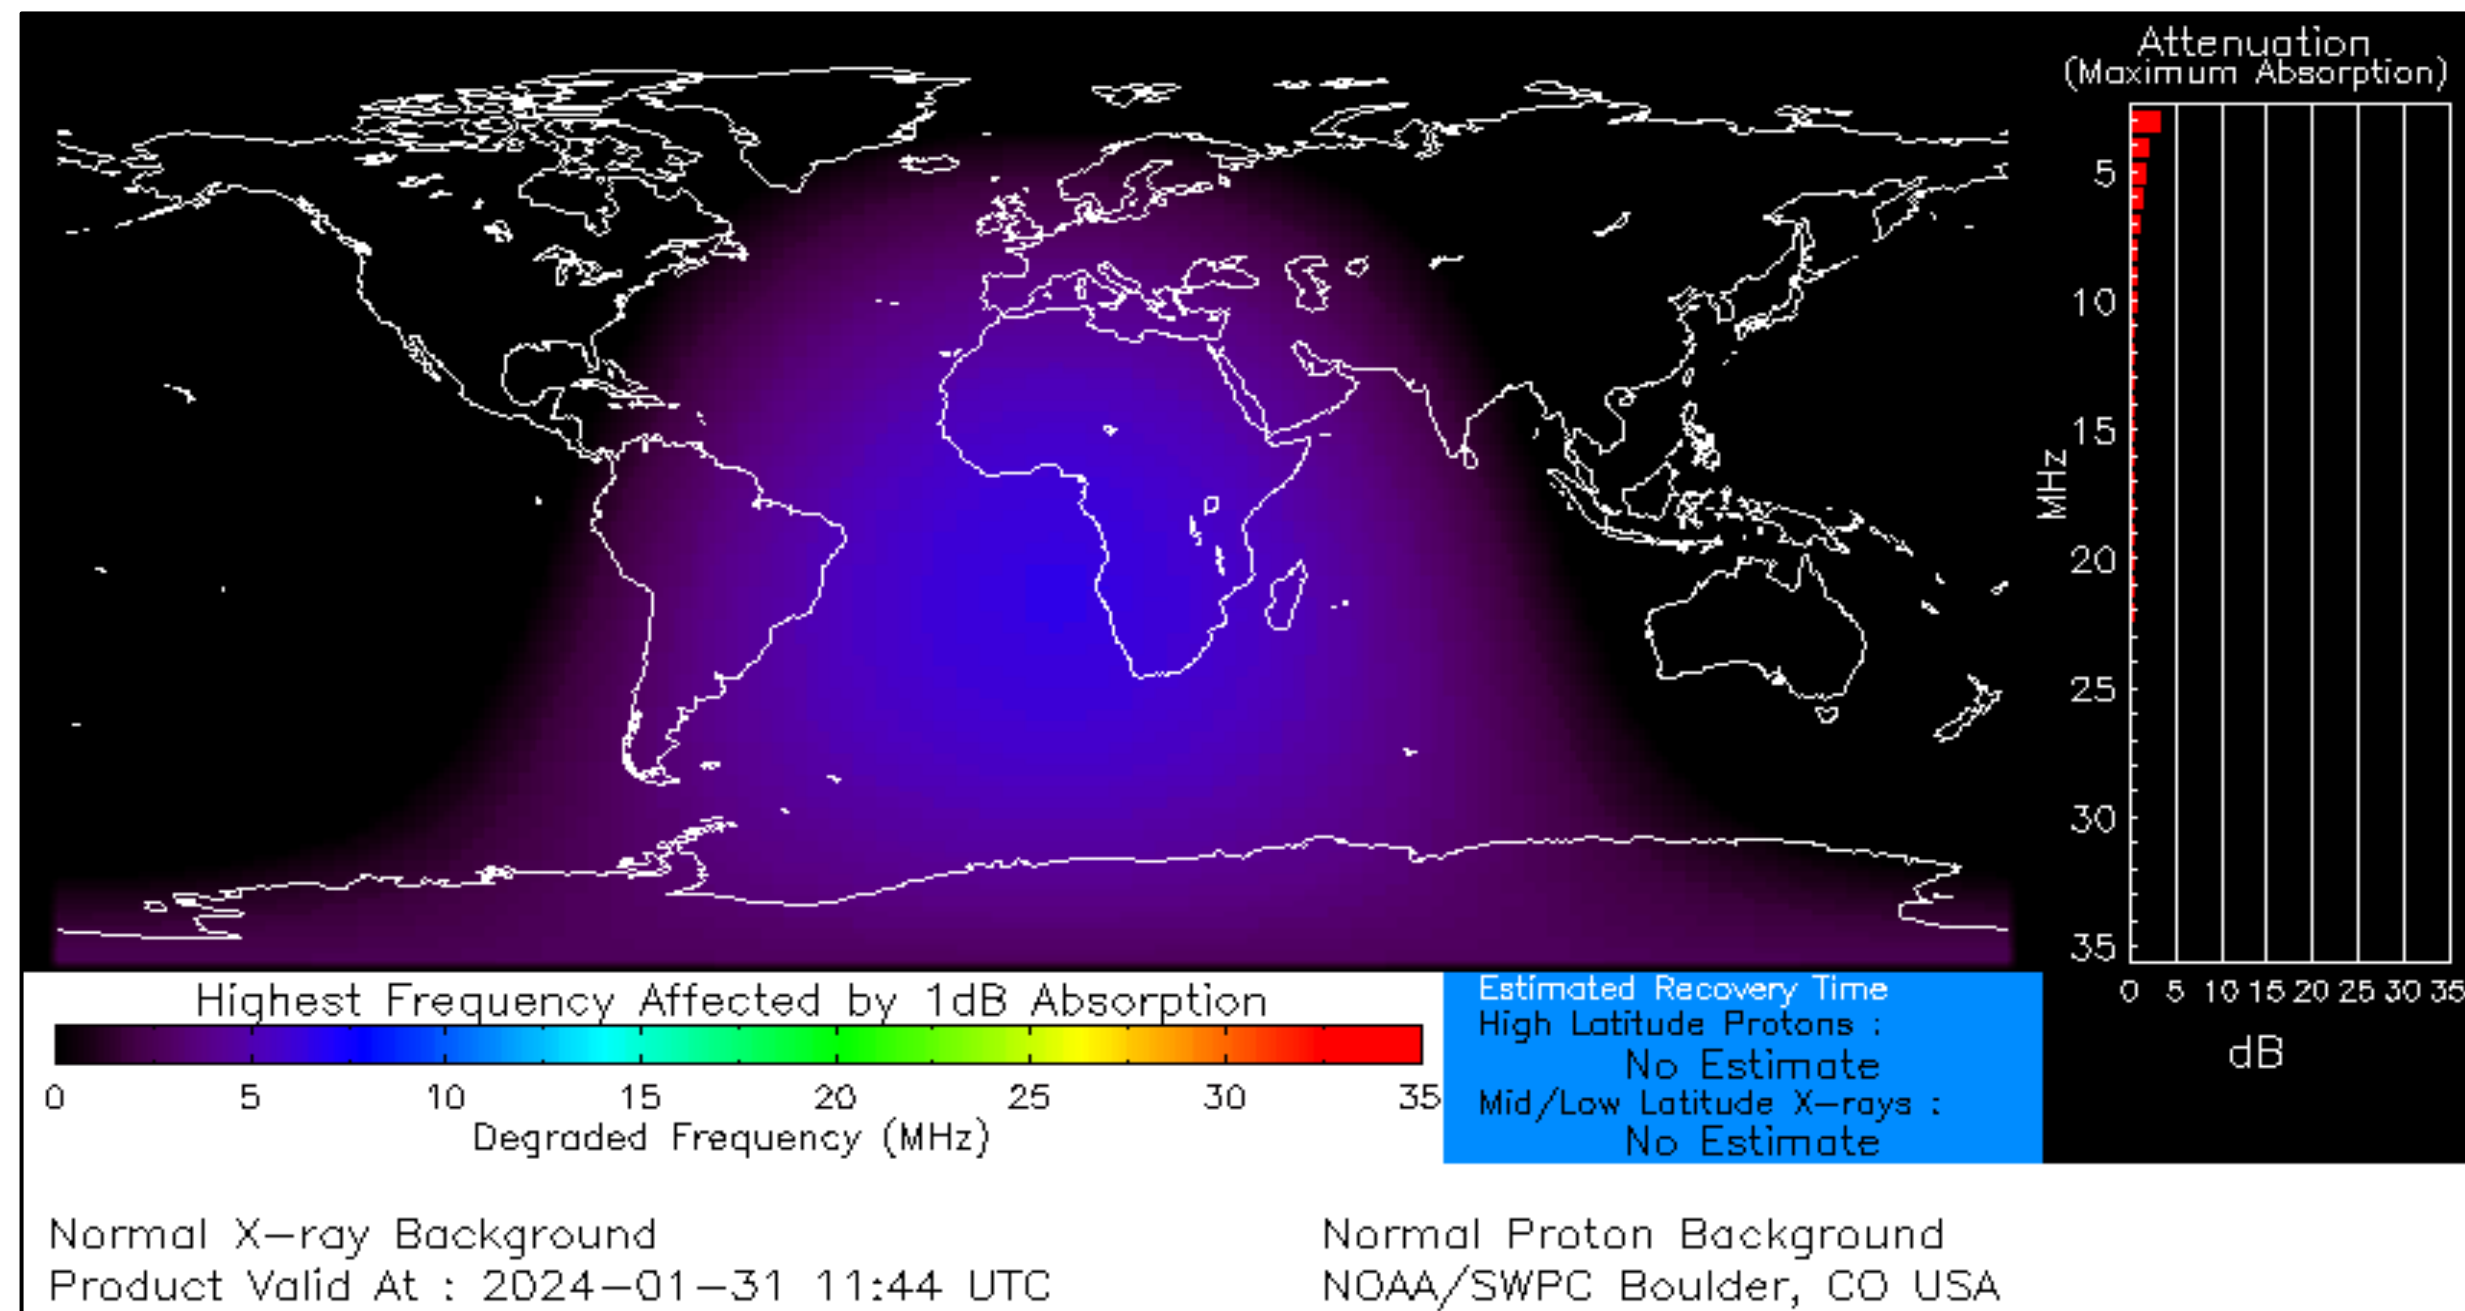 Attenuation
(Maximum Absorption)
5
10
15
20
25
30
35
MHz
0 5 10 15 20 25 30 35
dB
Highest Frequency Affected by 1dB Absorption
0 5 10 15 20 25 30 35
Degraded Frequency (MHz)
Estimated Recovery Time
High Latitude Protons :
No Estimate
Mid/Low Latitude X-rays :
No Estimate
Normal X-ray Background
Product Valid At : 2024-01-31 11:44 UTC
Normal Proton Background
NOAA/SWPC Boulder, CO USA